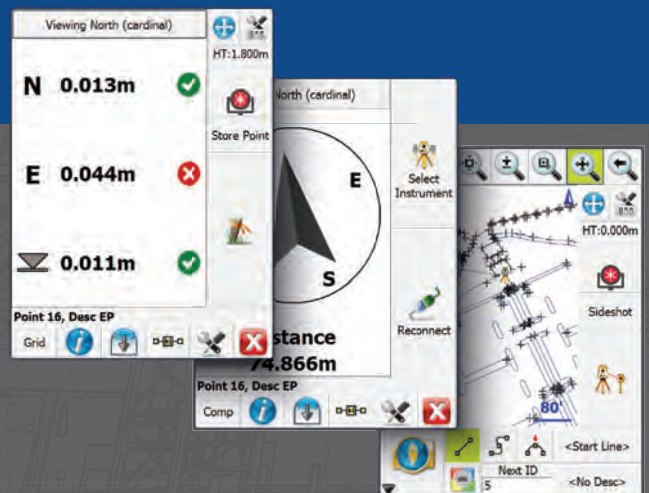 Viewing North (cardinal)
HT:1.800m
N 0.013m
Store Point
E 0.044m
0.011m
Point 16, Desc EP
Grid
North (cardinal)
E
Select
Instrument
S
Reconnect
74.866m
Point 16, Desc EP
Comp
HT:0.000m
Sideshot
80'
<Start Line>
Next ID
5
<No Desc>